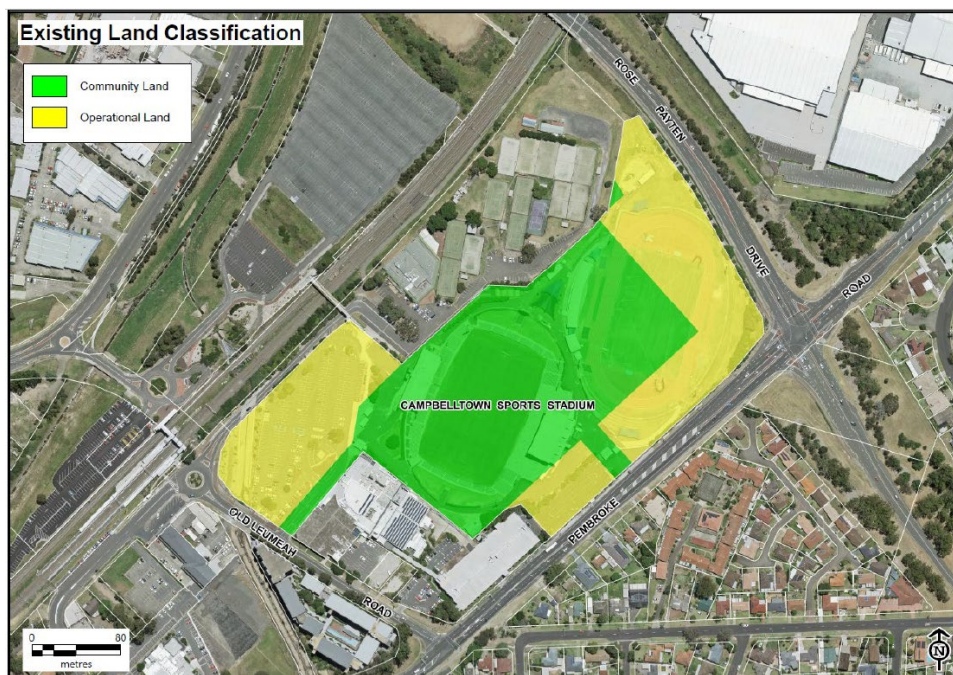 Existing Land Classification
Community Land
Operational Land
ROSE
PAYTEN
DRIVE
ROAD
CAMPBELLTOWN SPORTS STADIUM
OLD LEUMEAH
ROAD
PEMBROKE
0 80
metres
N